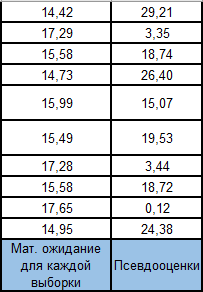 14,42 29,21
17,29 3,35
15,58 18,74
14,73 26,40
15,99 15,07
15,49 19,53
17,28 3,44
15,58 18,72
17,65 0,12
14,95 24,38
Мат. ожидание
для каждой
выборки
Псевдооценки